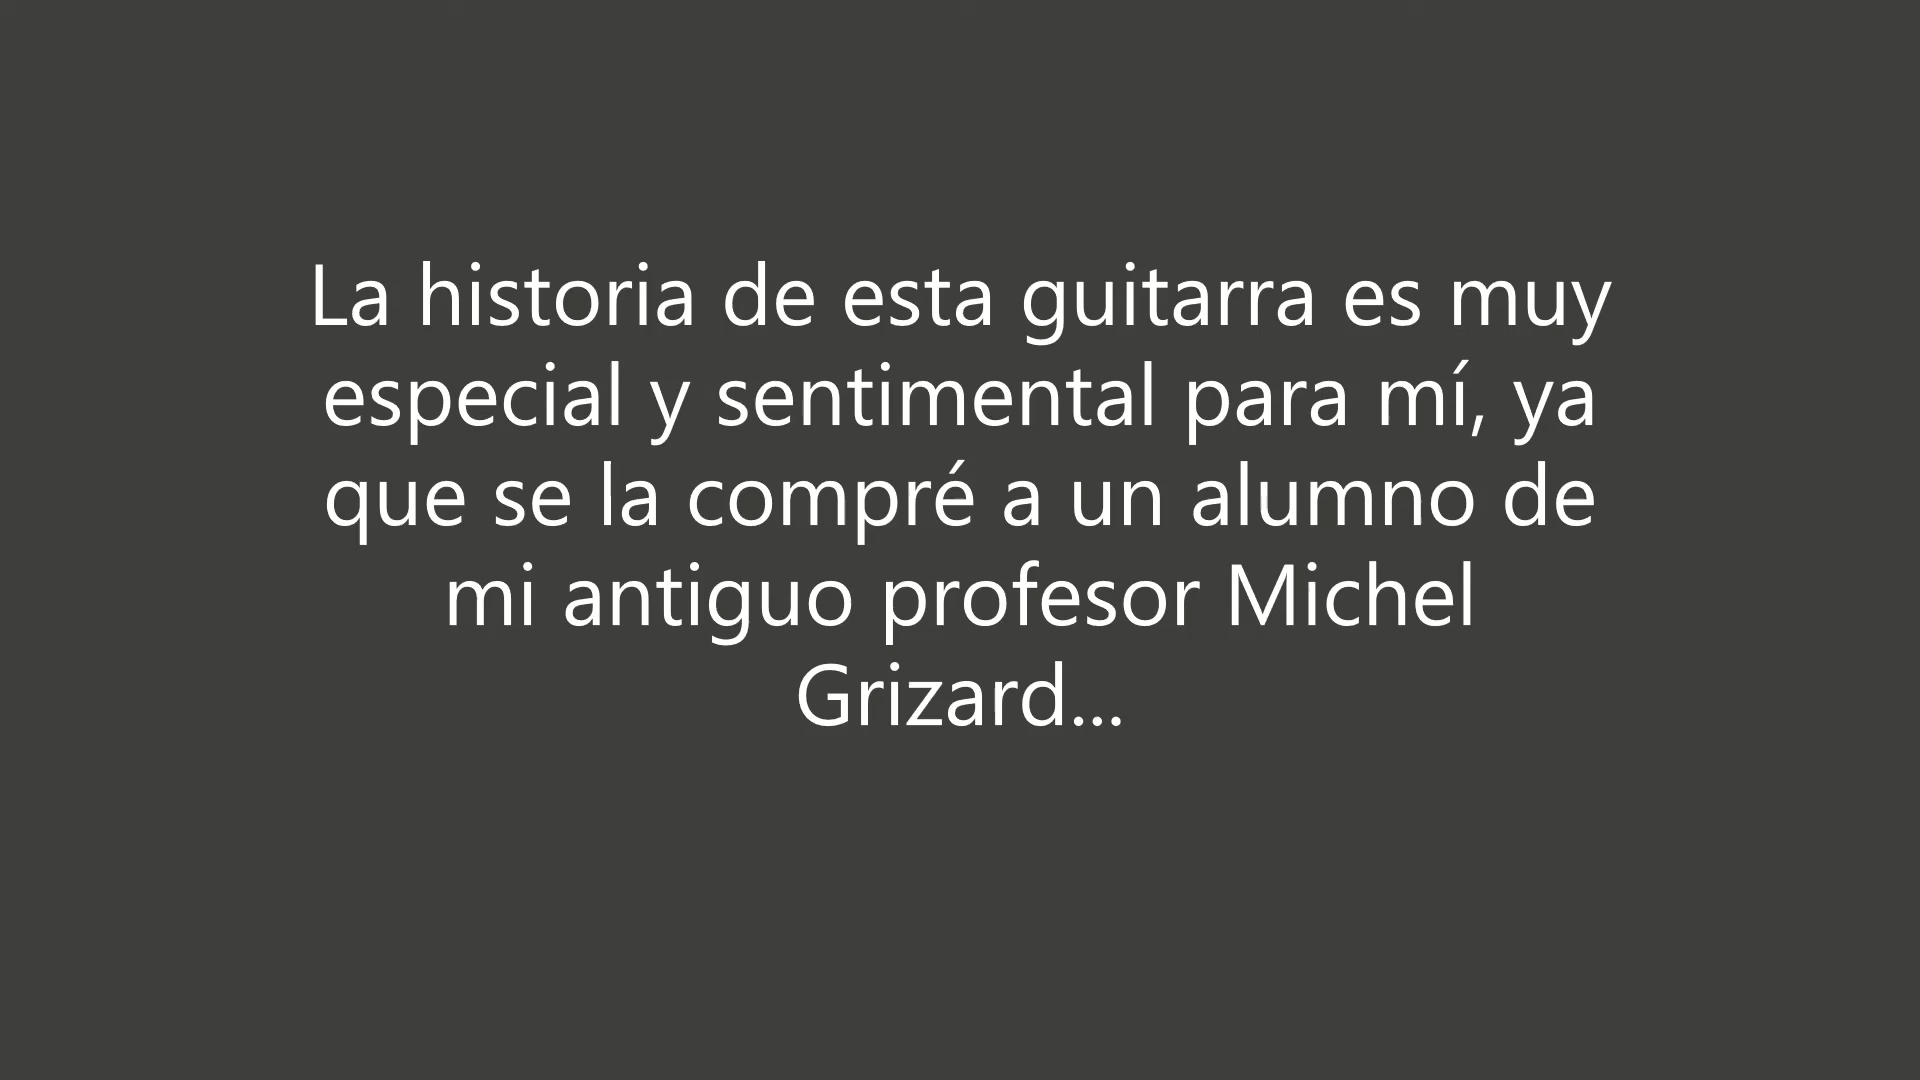 La historia de esta guitarra es muy
especial y sentimental para mí, ya
que se la compré a un alumno de
mi antiguo profesor Michel
Grizard...